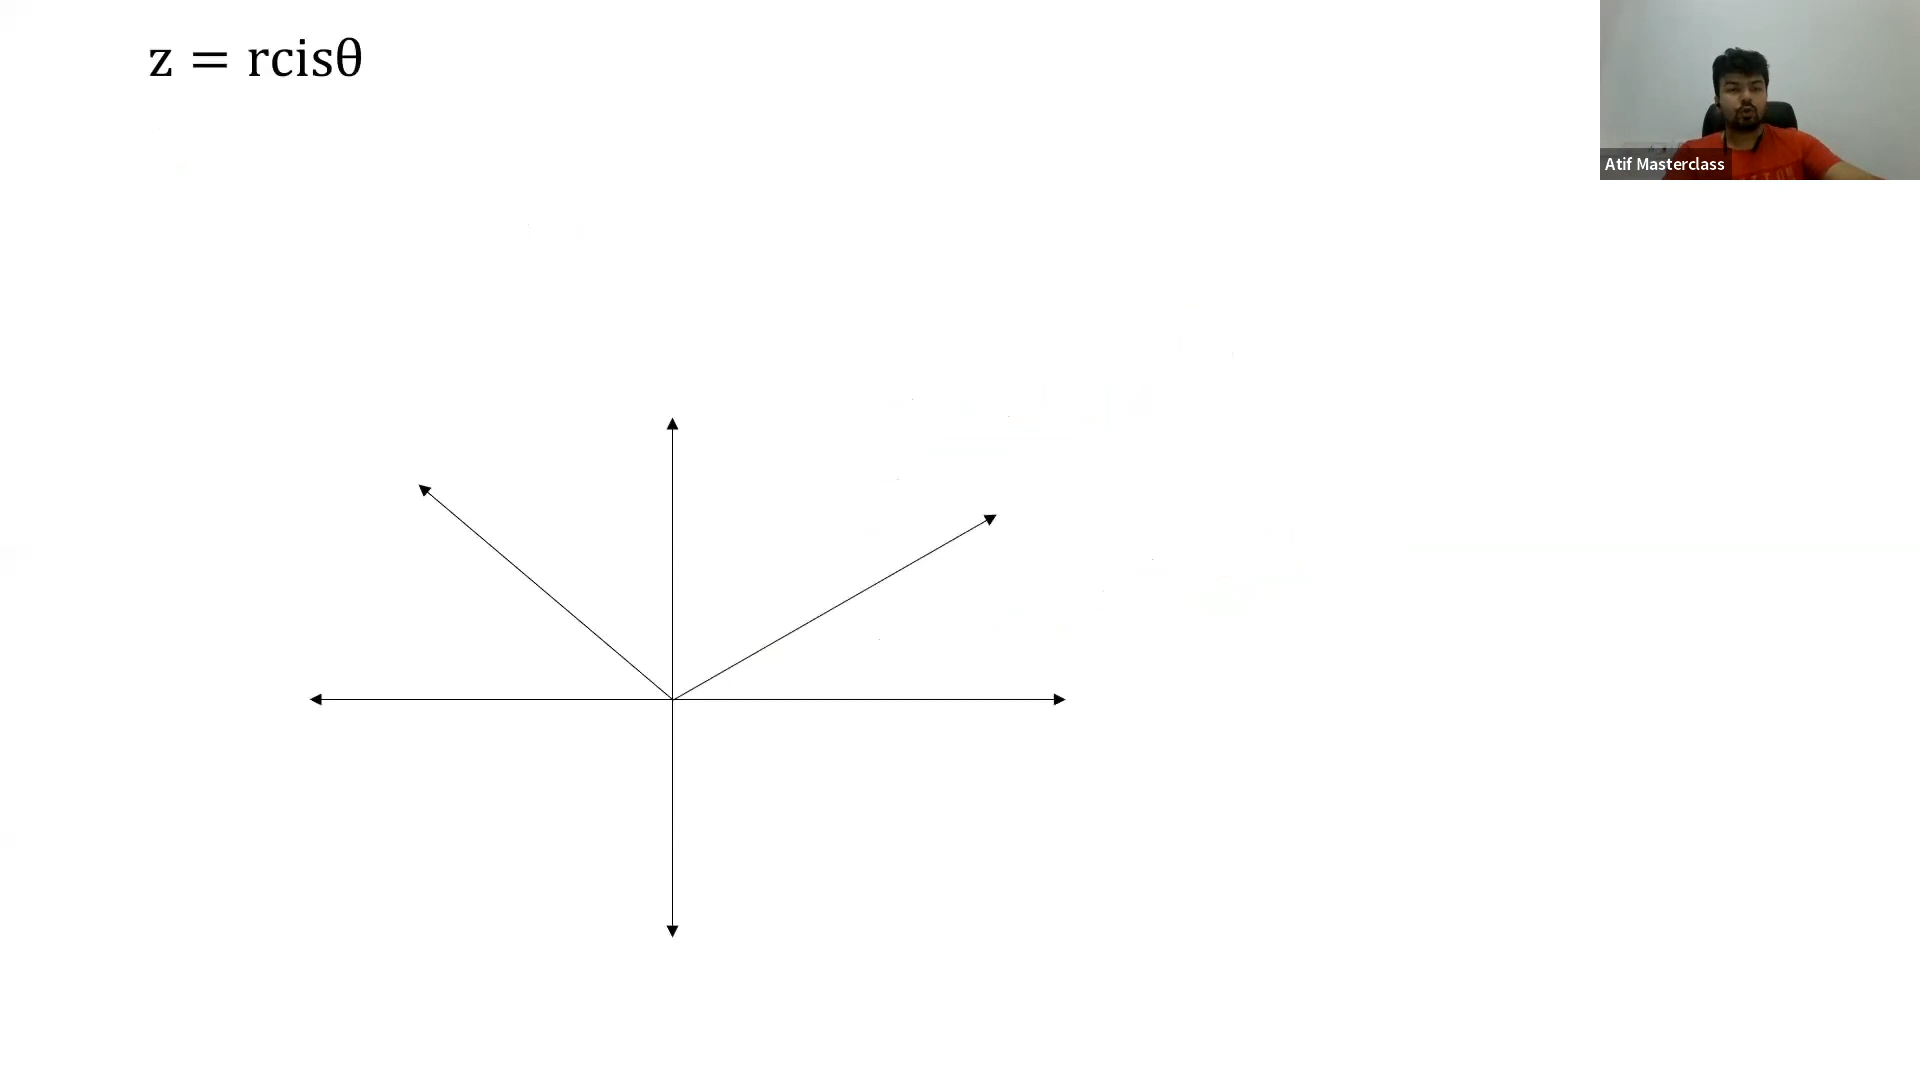 z = rcisθ
Atif Masterclass